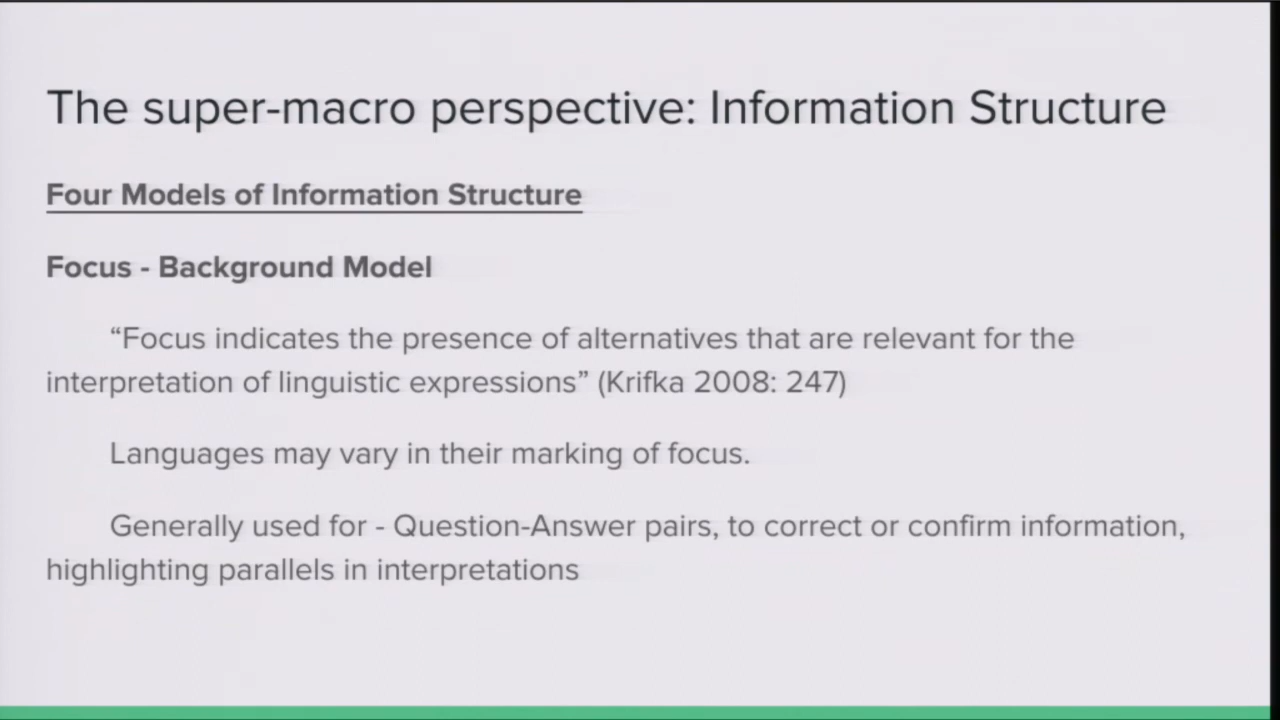 The super-macro perspective: Information Structure
Four Models of Information Structure
Focus - Background Model
“Focus indicates the presence of alternatives that are relevant for the
interpretation of linguistic expressions” (Krifka 2008: 247)
Languages may vary in their marking of focus.
Generally used for - Question-Answer pairs, to correct or confirm information,
highlighting parallels in interpretations